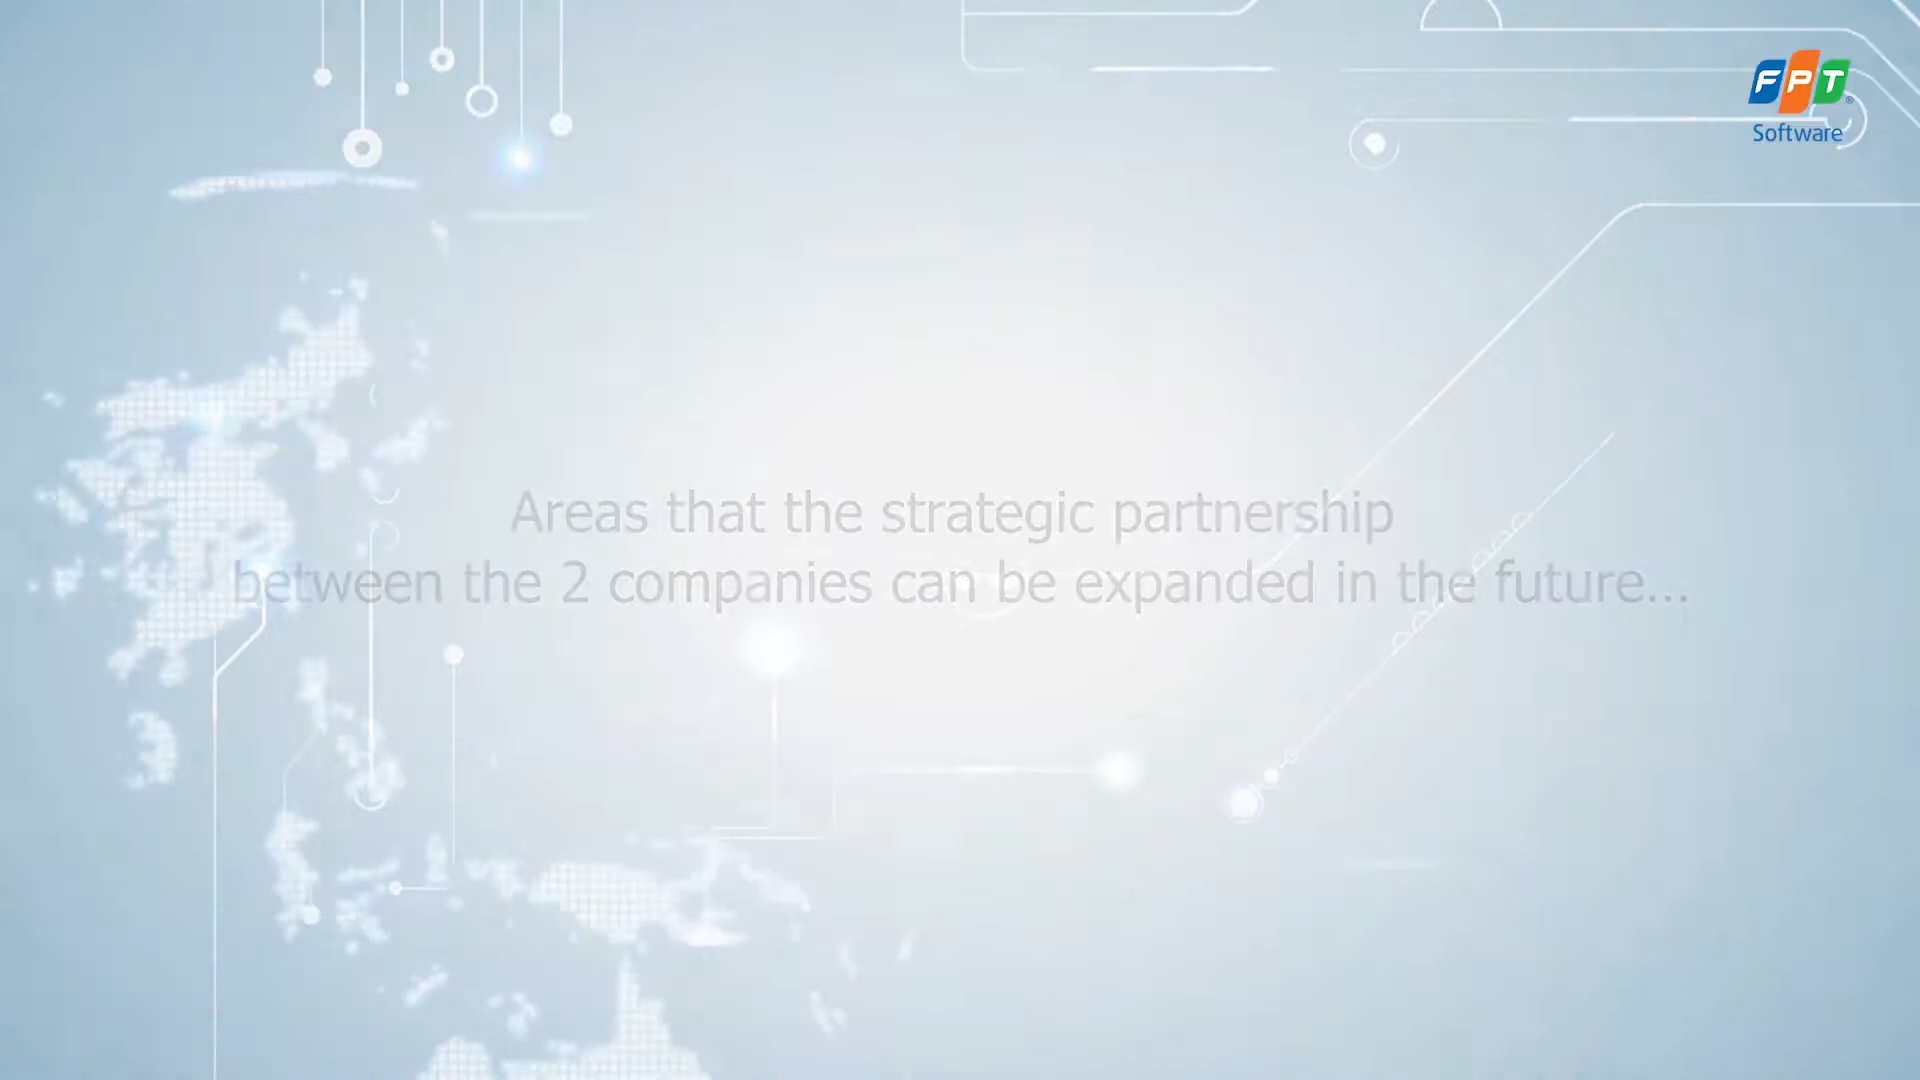 FPT
Software
Areas that the strategic partnership
between the 2 companies can be expanded in the future...